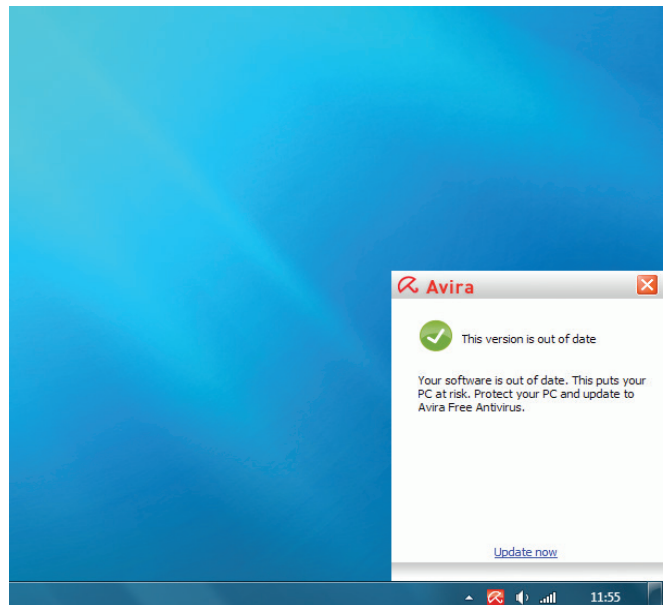 Avira
This version is out of date
Your software is out of date. This puts your
PC at risk. Protect your PC and update to
Avira Free Antivirus.
Update now
11:55